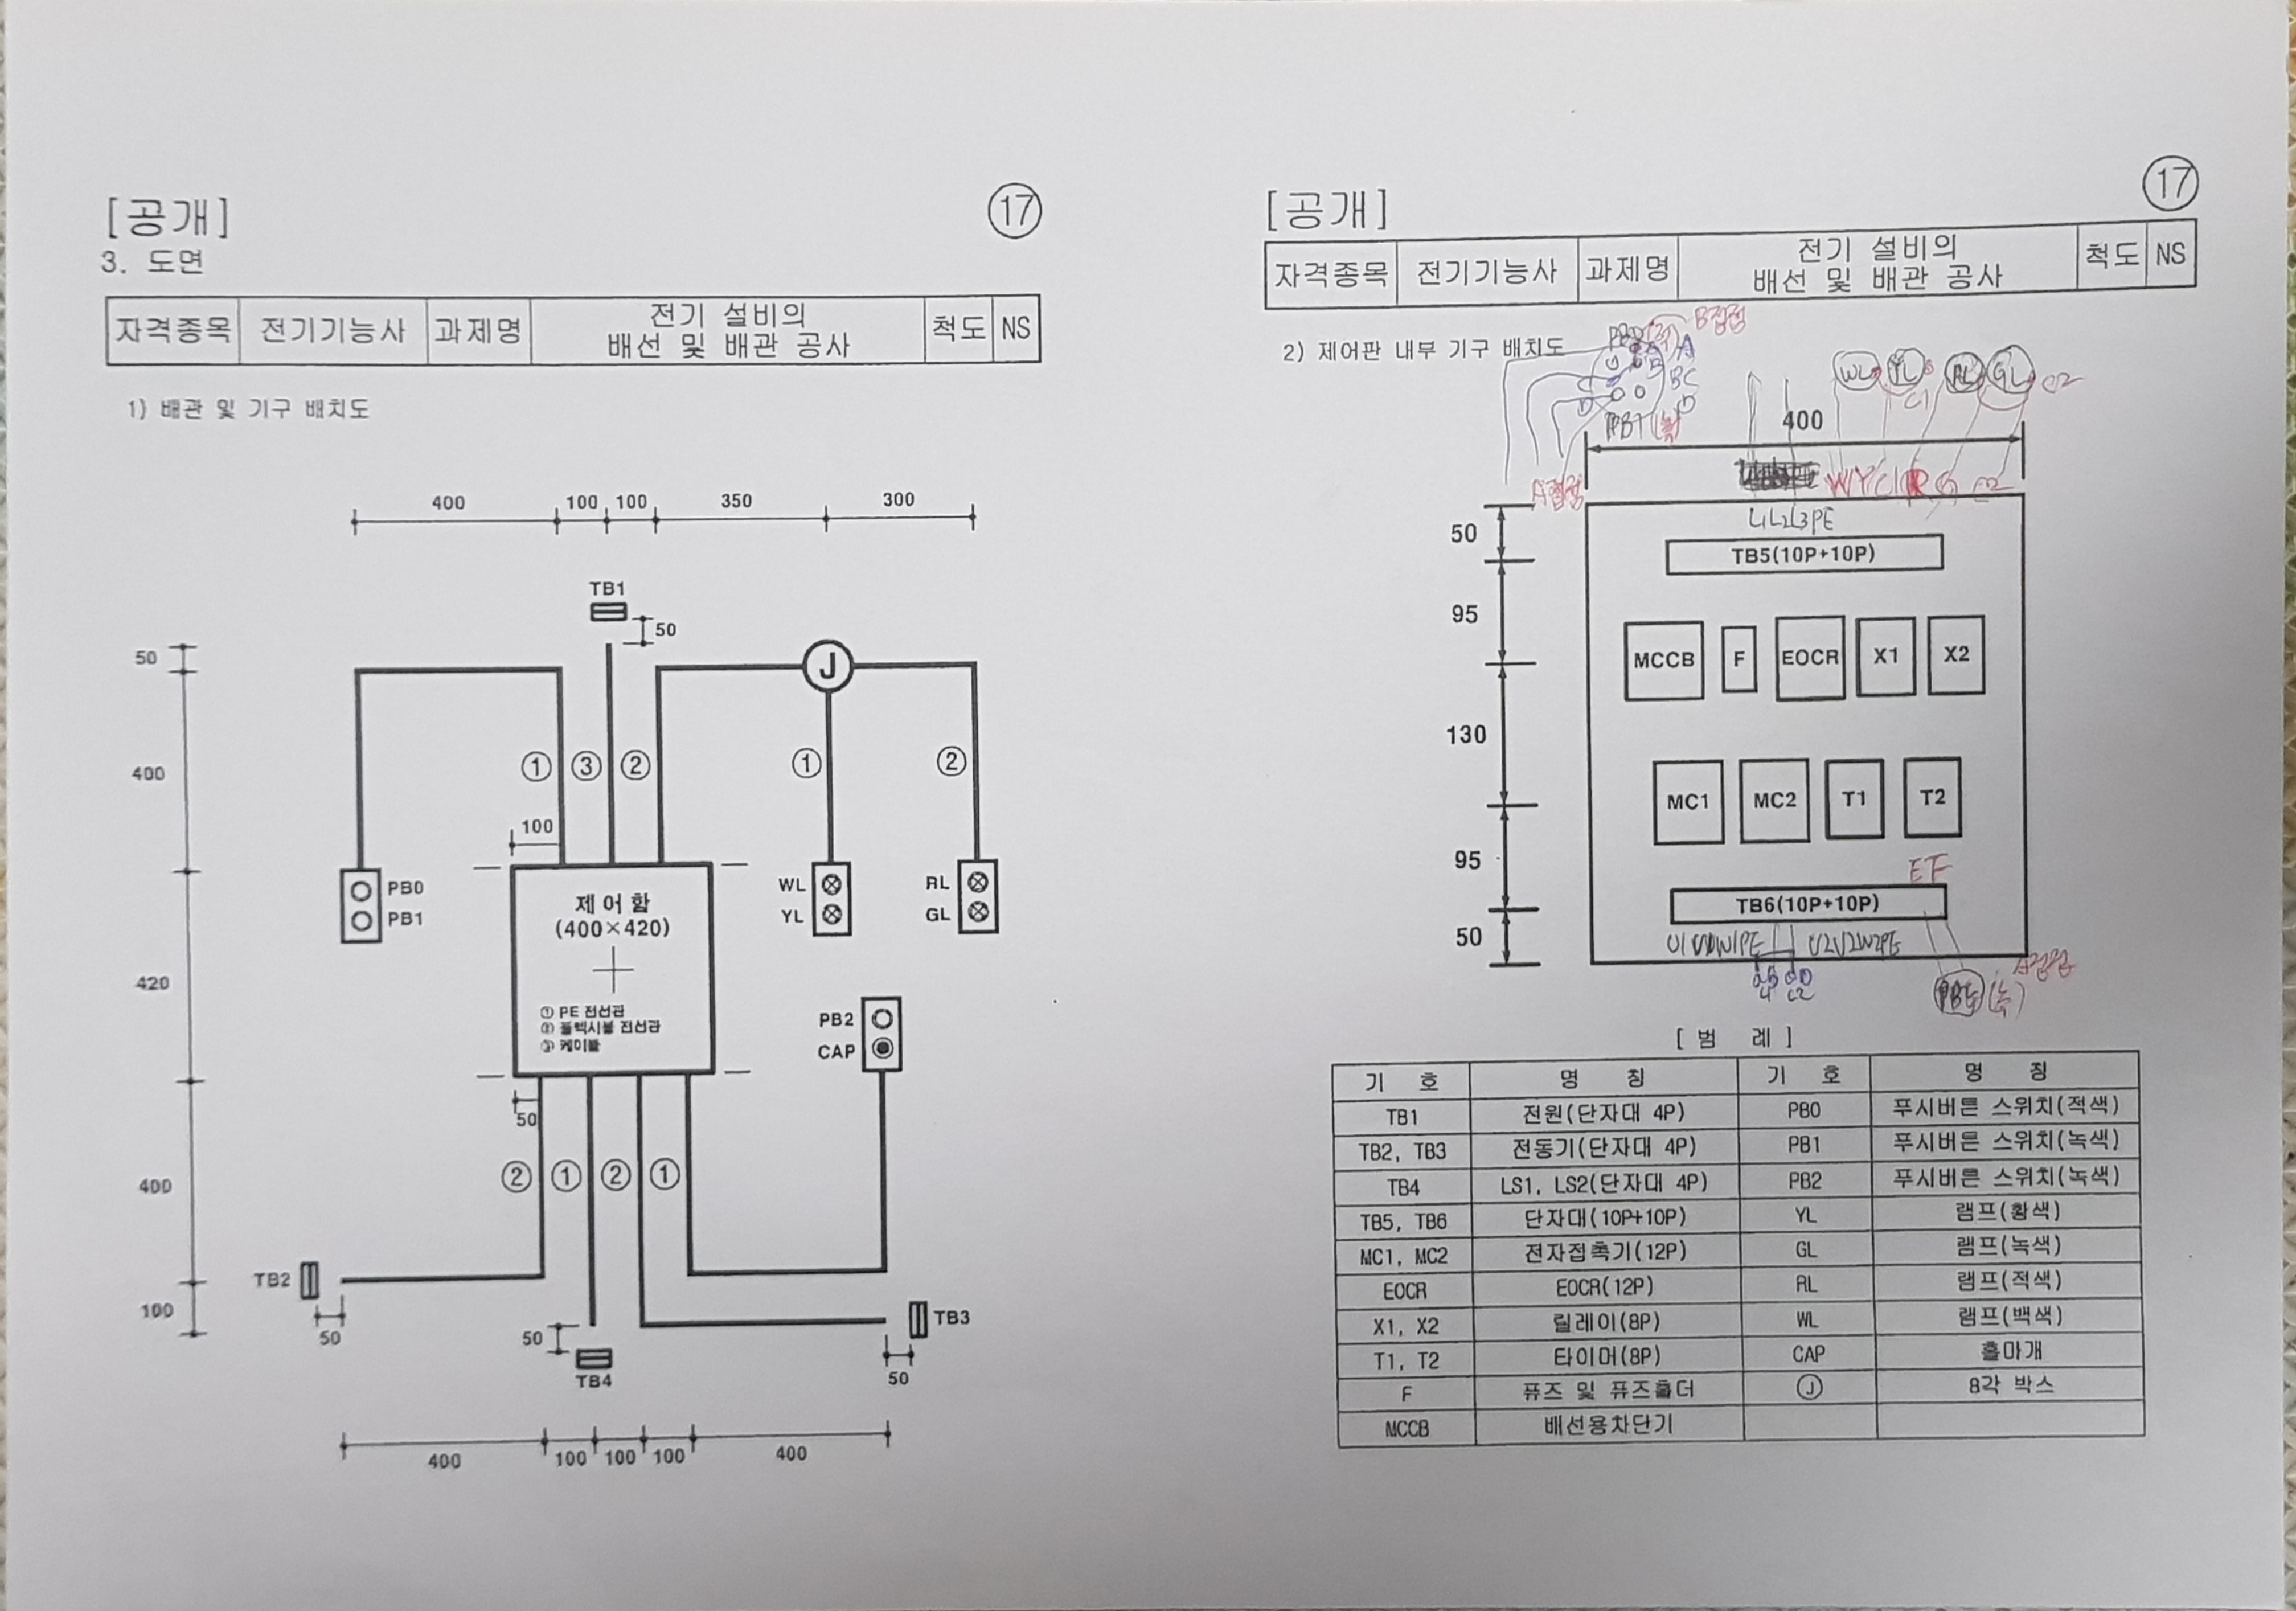 [공개]
⑰
3. 도면
자격종목 전기기능사 과제명 전기 설비의 배선 및 배관 공사 척도 NS
1) 배관 및 기구 배치도
400 100 100 350 300
TB1
50
50
J
400
① ③ ② ① ②
100
PB0
PB1
WL
YL
RL
GL
제어함
(400×420)
420
① PE 전선관
② 플렉시블 전선관
③ 케이블
PB2
CAP
50
400
② ① ② ①
TB2
50
100
50
TB4
TB3
50
400 100 100 100 400
[공개]
⑰
자격종목 전기기능사 과제명 전기 설비의 배선 및 배관 공사 척도 NS
2) 제어판 내부 기구 배치도
B접점
A
B
BC
D
C
D
PB1(녹)
A접점
WL YL RL GL
C1 C2
400
W Y C1 R G C2
L1L2L3PE
50
TB5(10P+10P)
95
MCCB F EOCR X1 X2
130
MC1 MC2 T1 T2
95
EF
TB6(10P+10P)
50
U1V1W1PE U2V2W2PE
A접점
[ 범 례 ]
기 호 명 칭 기 호 명 칭
TB1 전원(단자대 4P) PB0 푸시버튼 스위치(적색)
TB2, TB3 전동기(단자대 4P) PB1 푸시버튼 스위치(녹색)
TB4 LS1, LS2(단자대 4P) PB2 푸시버튼 스위치(녹색)
TB5, TB6 단자대(10P+10P) YL 램프(황색)
MC1, MC2 전자접촉기(12P) GL 램프(녹색)
EOCR EOCR(12P) RL 램프(적색)
X1, X2 릴레이(8P) WL 램프(백색)
T1, T2 타이머(8P) CAP 홀마개
F 퓨즈 및 퓨즈홀더 Ⓙ 8각 박스
MCCB 배선용차단기